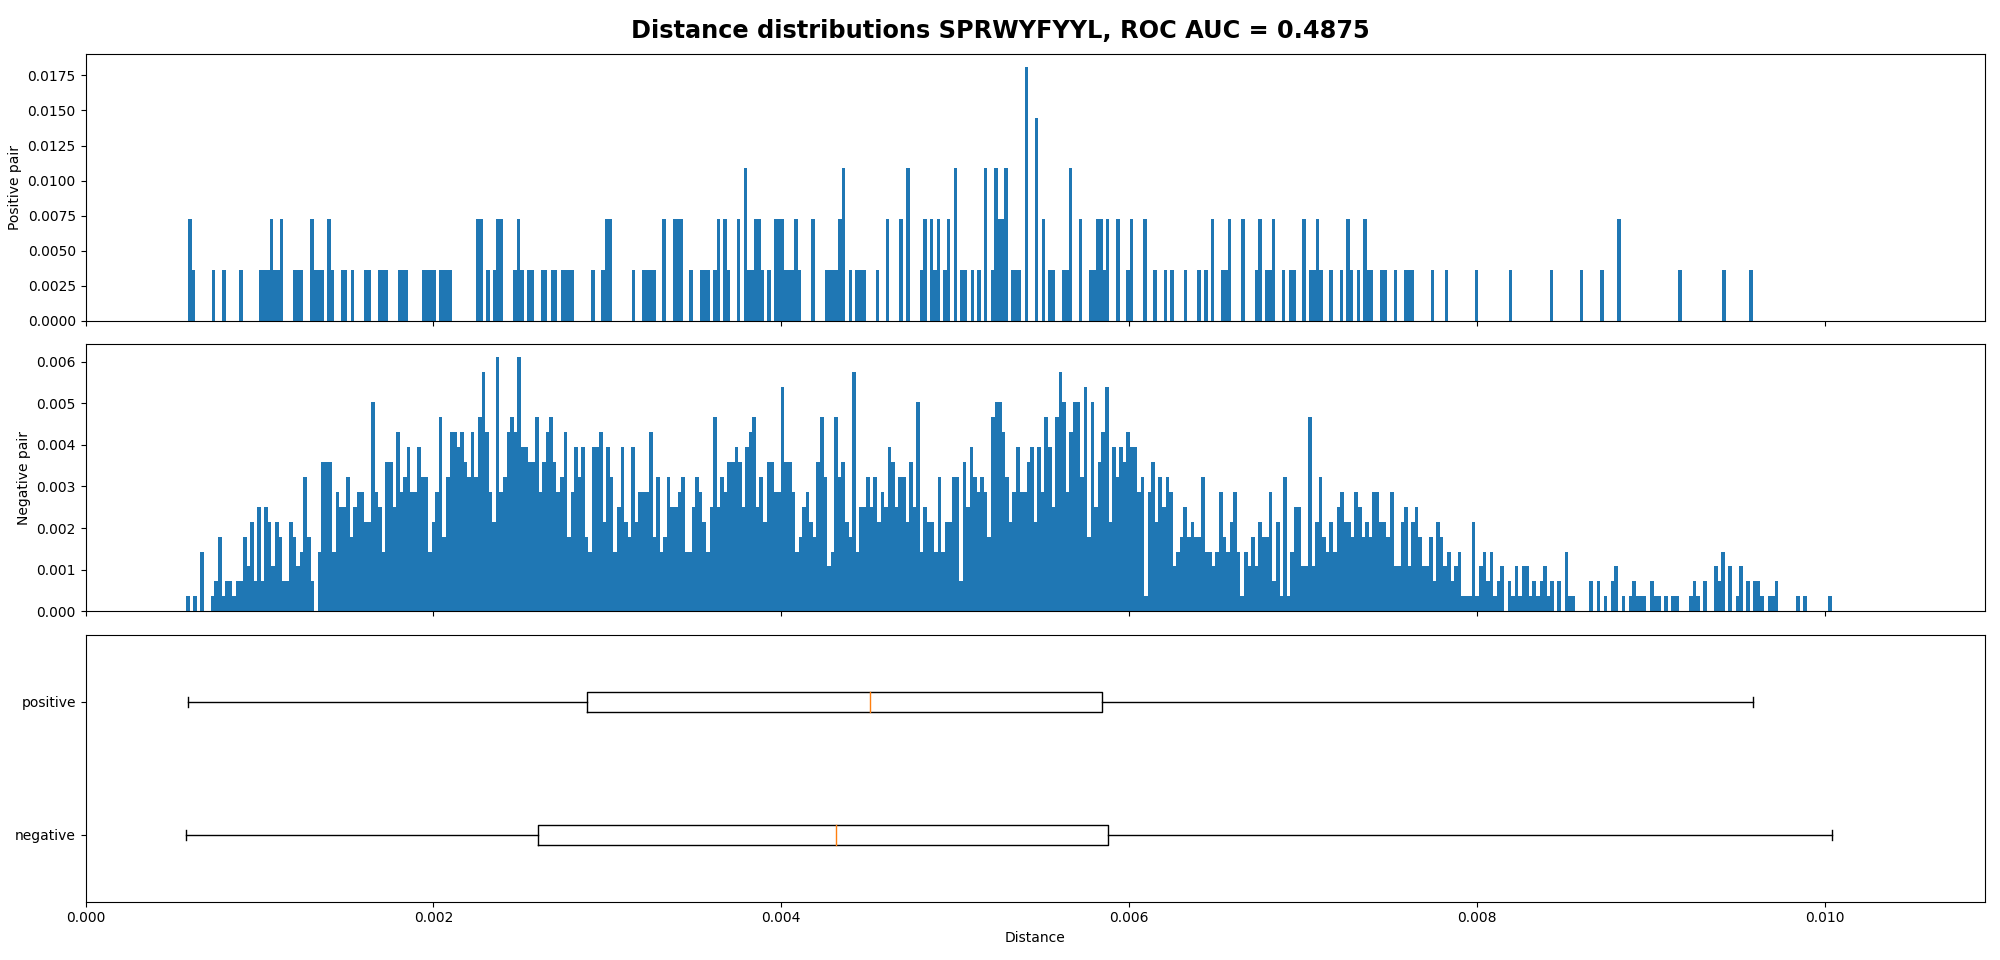 Distance distributions SPRWYFYYL, ROC AUC = 0.4875
Positive pair
0.0175
0.0150
0.0125
0.0100
0.0075
0.0050
0.0025
0.0000
Negative pair
0.006
0.005
0.004
0.003
0.002
0.001
0.000
positive
negative
0.000 0.002 0.004 0.006 0.008 0.010
Distance